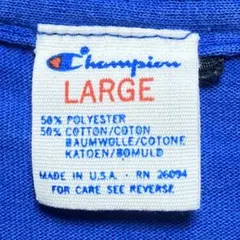 Champion
LARGE
50% POLYESTER
50% COTTON/COTON
BAUMWOLLE/COTONE
KATOEN/BOMULD
MADE IN U.S.A. · RN 26094
FOR CARE SEE REVERSE